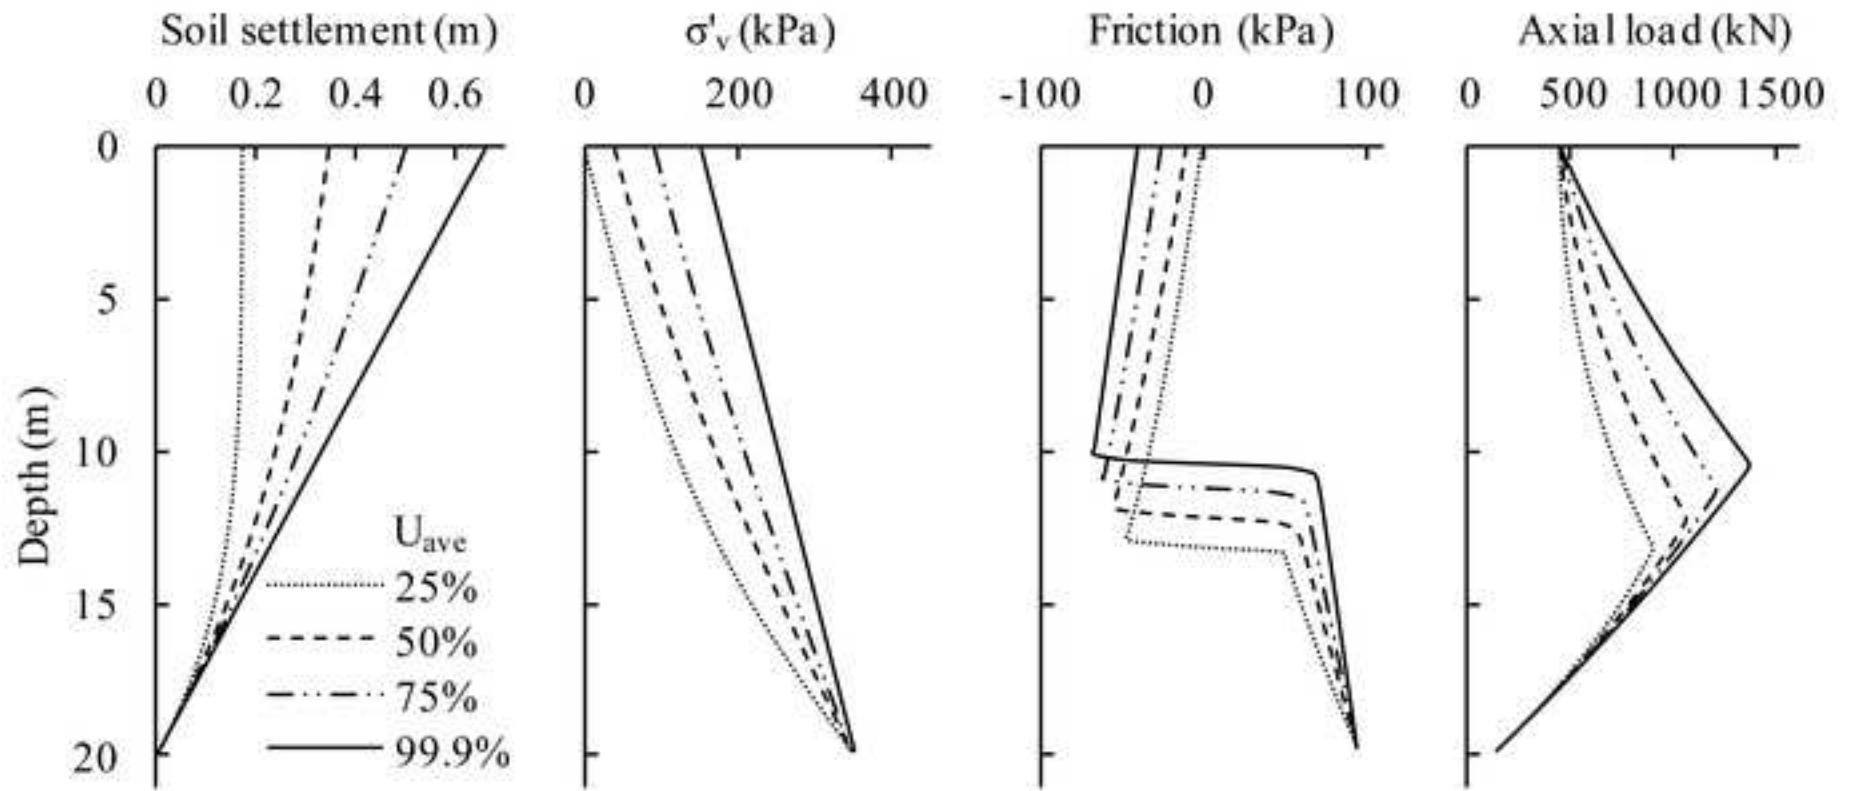 Soil settlement (m)
0 0.2 0.4 0.6
σ'v (kPa)
0 200 400
Friction (kPa)
-100 0 100
Axial load (kN)
0 500 1000 1500
Depth (m)
0
5
10
15
20
Uave
25%
50%
75%
99.9%